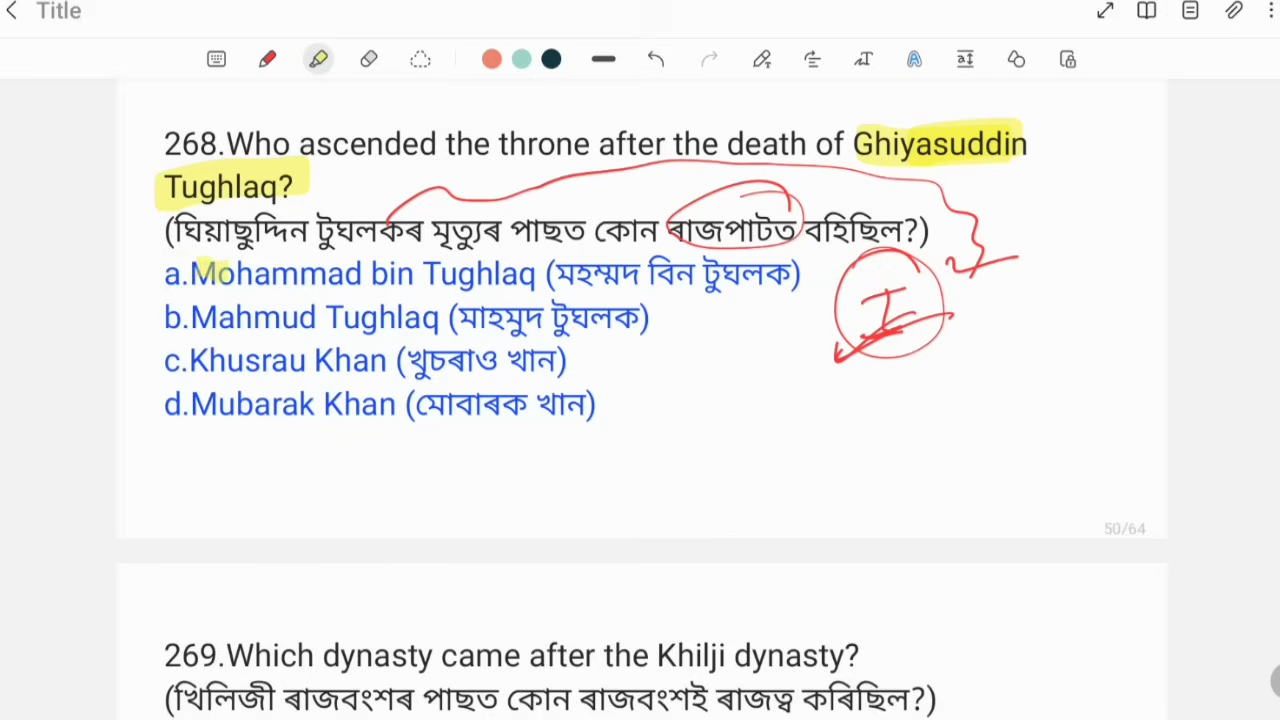 Title
268.Who ascended the throne after the death of Ghiyasuddin
Tughlaq?
(ঘিয়াছুদ্দিন টুঘলকৰ মৃত্যুৰ পাছত কোন ৰাজপাটত বহিছিল?)
a.Mohammad bin Tughlaq (মহম্মদ বিন টুঘলক)
b.Mahmud Tughlaq (মাহমুদ টুঘলক)
I
c.Khusrau Khan (খুচৰাও খান)
d.Mubarak Khan (মোবাৰক খান)
50/64
269.Which dynasty came after the Khilji dynasty?
(খিলিজী ৰাজবংশৰ পাছত কোন ৰাজবংশই ৰাজত্ব কৰিছিল?)